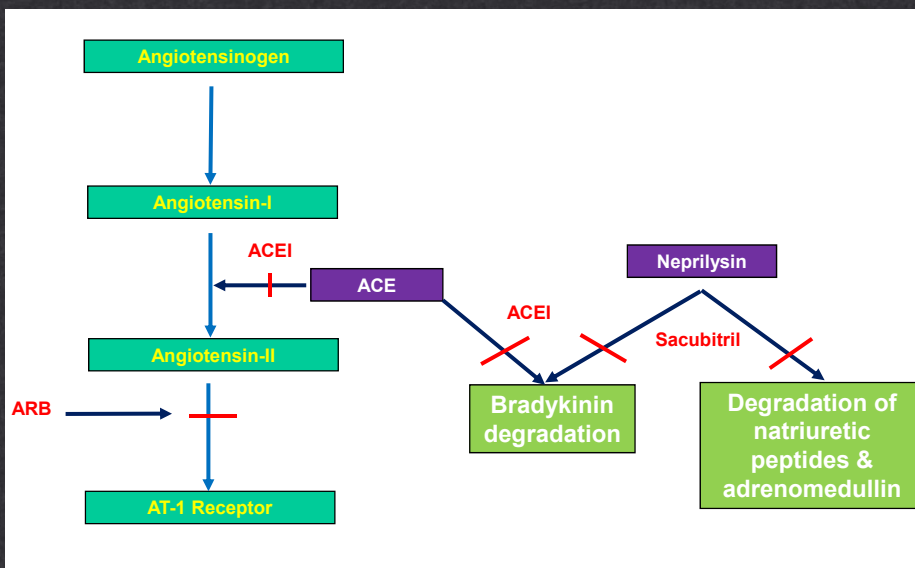 Angiotensinogen
Angiotensin-I
ACEI
ACE
Neprilysin
ACEI
Sacubitril
Angiotensin-II
ARB
Bradykinin
degradation
Degradation of
natriuretic
peptides &
adrenomedullin
AT-1 Receptor